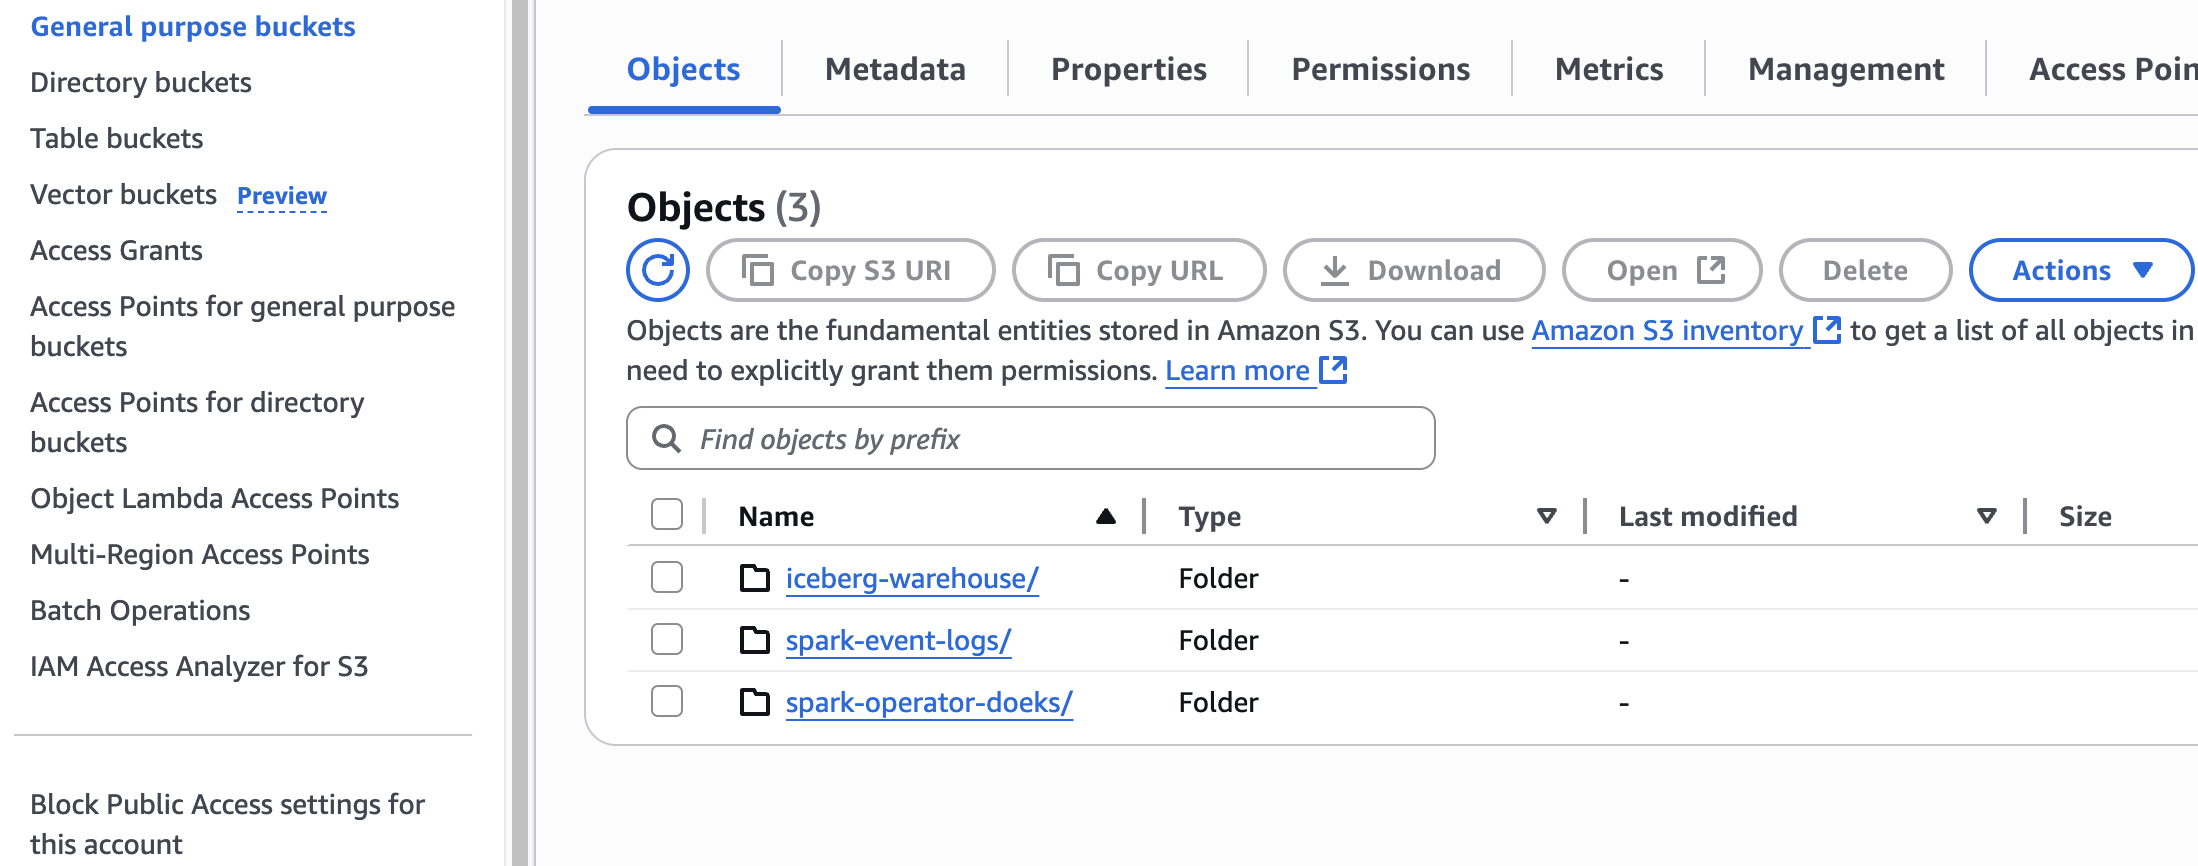 General purpose buckets
Directory buckets
Table buckets
Vector buckets Preview
Access Grants
Access Points for general purpose
buckets
Access Points for directory
buckets
Object Lambda Access Points
Multi-Region Access Points
Batch Operations
IAM Access Analyzer for S3
Block Public Access settings for
this account
Objects Metadata Properties Permissions Metrics Management Access Poin
Objects (3)
Copy S3 URI Copy URL Download Open Delete Actions
Objects are the fundamental entities stored in Amazon S3. You can use Amazon S3 inventory to get a list of all objects in
need to explicitly grant them permissions. Learn more
Find objects by prefix
Name Type Last modified Size
iceberg-warehouse/ Folder -
spark-event-logs/ Folder -
spark-operator-doeks/ Folder -